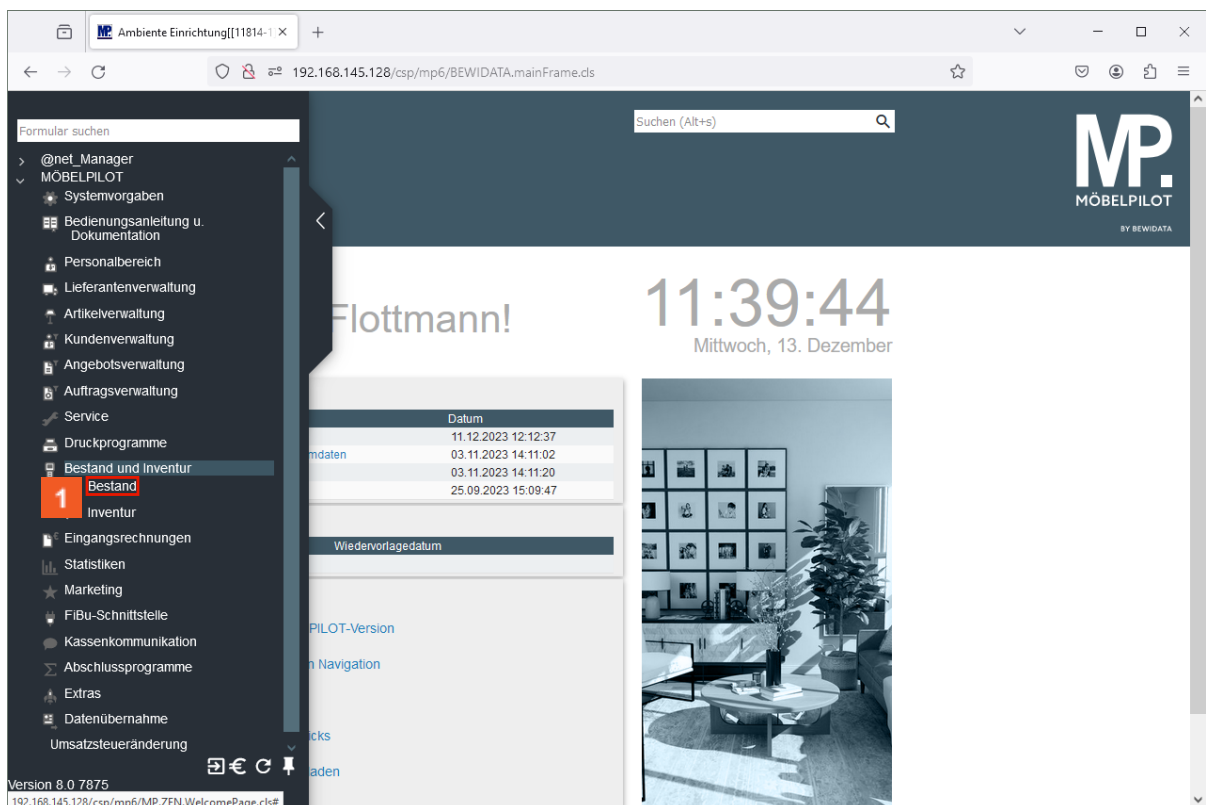 Ambiente Einrichtung[[11814-1]
192.168.145.128/csp/mp6/BEWIDATA.mainFrame.cls
Formular suchen
Suchen (Alt+s)
@net_Manager
MÖBELPILOT
Systemvorgaben
Bedienungsanleitung u.
Dokumentation
Personalbereich
Lieferantenverwaltung
Artikelverwaltung
Kundenverwaltung
Angebotsverwaltung
Auftragsverwaltung
Service
Druckprogramme
Bestand und Inventur
1 Bestand
Inventur
Eingangsrechnungen
Statistiken
Marketing
FiBu-Schnittstelle
Kassenkommunikation
Abschlussprogramme
Extras
Datenübernahme
Umsatzsteueränderung
Version 8.0 7875
192.168.145.128/csp/mp6/MP.ZEN.WelcomePage.cls#
MP.
MÖBELPILOT
BY BEWIDATA
Flottmann!
11:39:44
Mittwoch, 13. Dezember
Datum
11.12.2023 12:12:37
mdaten 03.11.2023 14:11:02
03.11.2023 14:11:20
25.09.2023 15:09:47
Wiedervorlagedatum
PILOT-Version
n Navigation
icks
aden